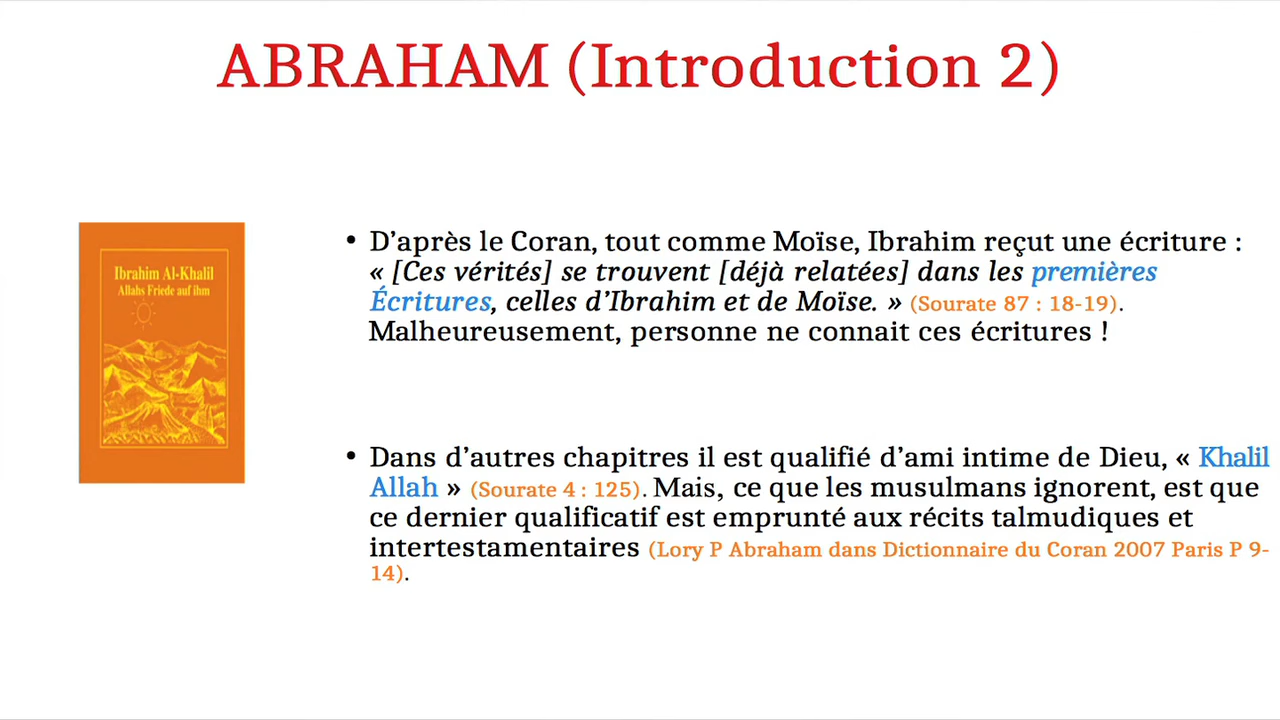 ABRAHAM (Introduction 2)
Ibrahim Al-Khalil
Allahs Friede auf ihm
• D’après le Coran, tout comme Moïse, Ibrahim reçut une écriture :
« [Ces vérités] se trouvent [déjà relatées] dans les premières
Écritures, celles d’Ibrahim et de Moïse. » (Sourate 87 : 18-19).
Malheureusement, personne ne connait ces écritures !
• Dans d’autres chapitres il est qualifié d’ami intime de Dieu, « Khalil
Allah » (Sourate 4 : 125). Mais, ce que les musulmans ignorent, est que
ce dernier qualificatif est emprunté aux récits talmudiques et
intertestamentaires (Lory P Abraham dans Dictionnaire du Coran 2007 Paris P 9-
14).